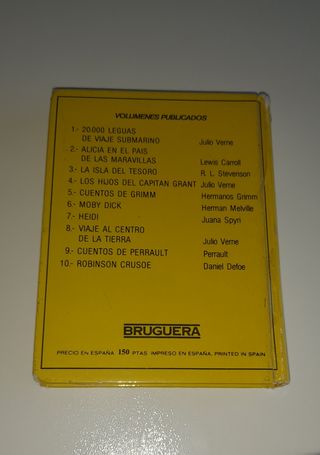 VOLUMENES PUBLICADOS
1.- 20.000 LEGUAS
DE VIAJE SUBMARINO Julio Verne
2.- ALICIA EN EL PAIS
DE LAS MARAVILLAS Lewis Carroll
3.- LA ISLA DEL TESORO R. L. Stevenson
4.- LOS HIJOS DEL CAPITAN GRANT Julio Verne
5.- CUENTOS DE GRIMM Hermanos Grimm
6.- MOBY DICK Herman Melville
7.- HEIDI Juana Spyri
8.- VIAJE AL CENTRO
DE LA TIERRA Julio Verne
9.- CUENTOS DE PERRAULT Perrault
10.- ROBINSON CRUSOE Daniel Defoe
BRUGUERA
PRECIO EN ESPAÑA 150 PTAS IMPRESO EN ESPAÑA. PRINTED IN SPAIN